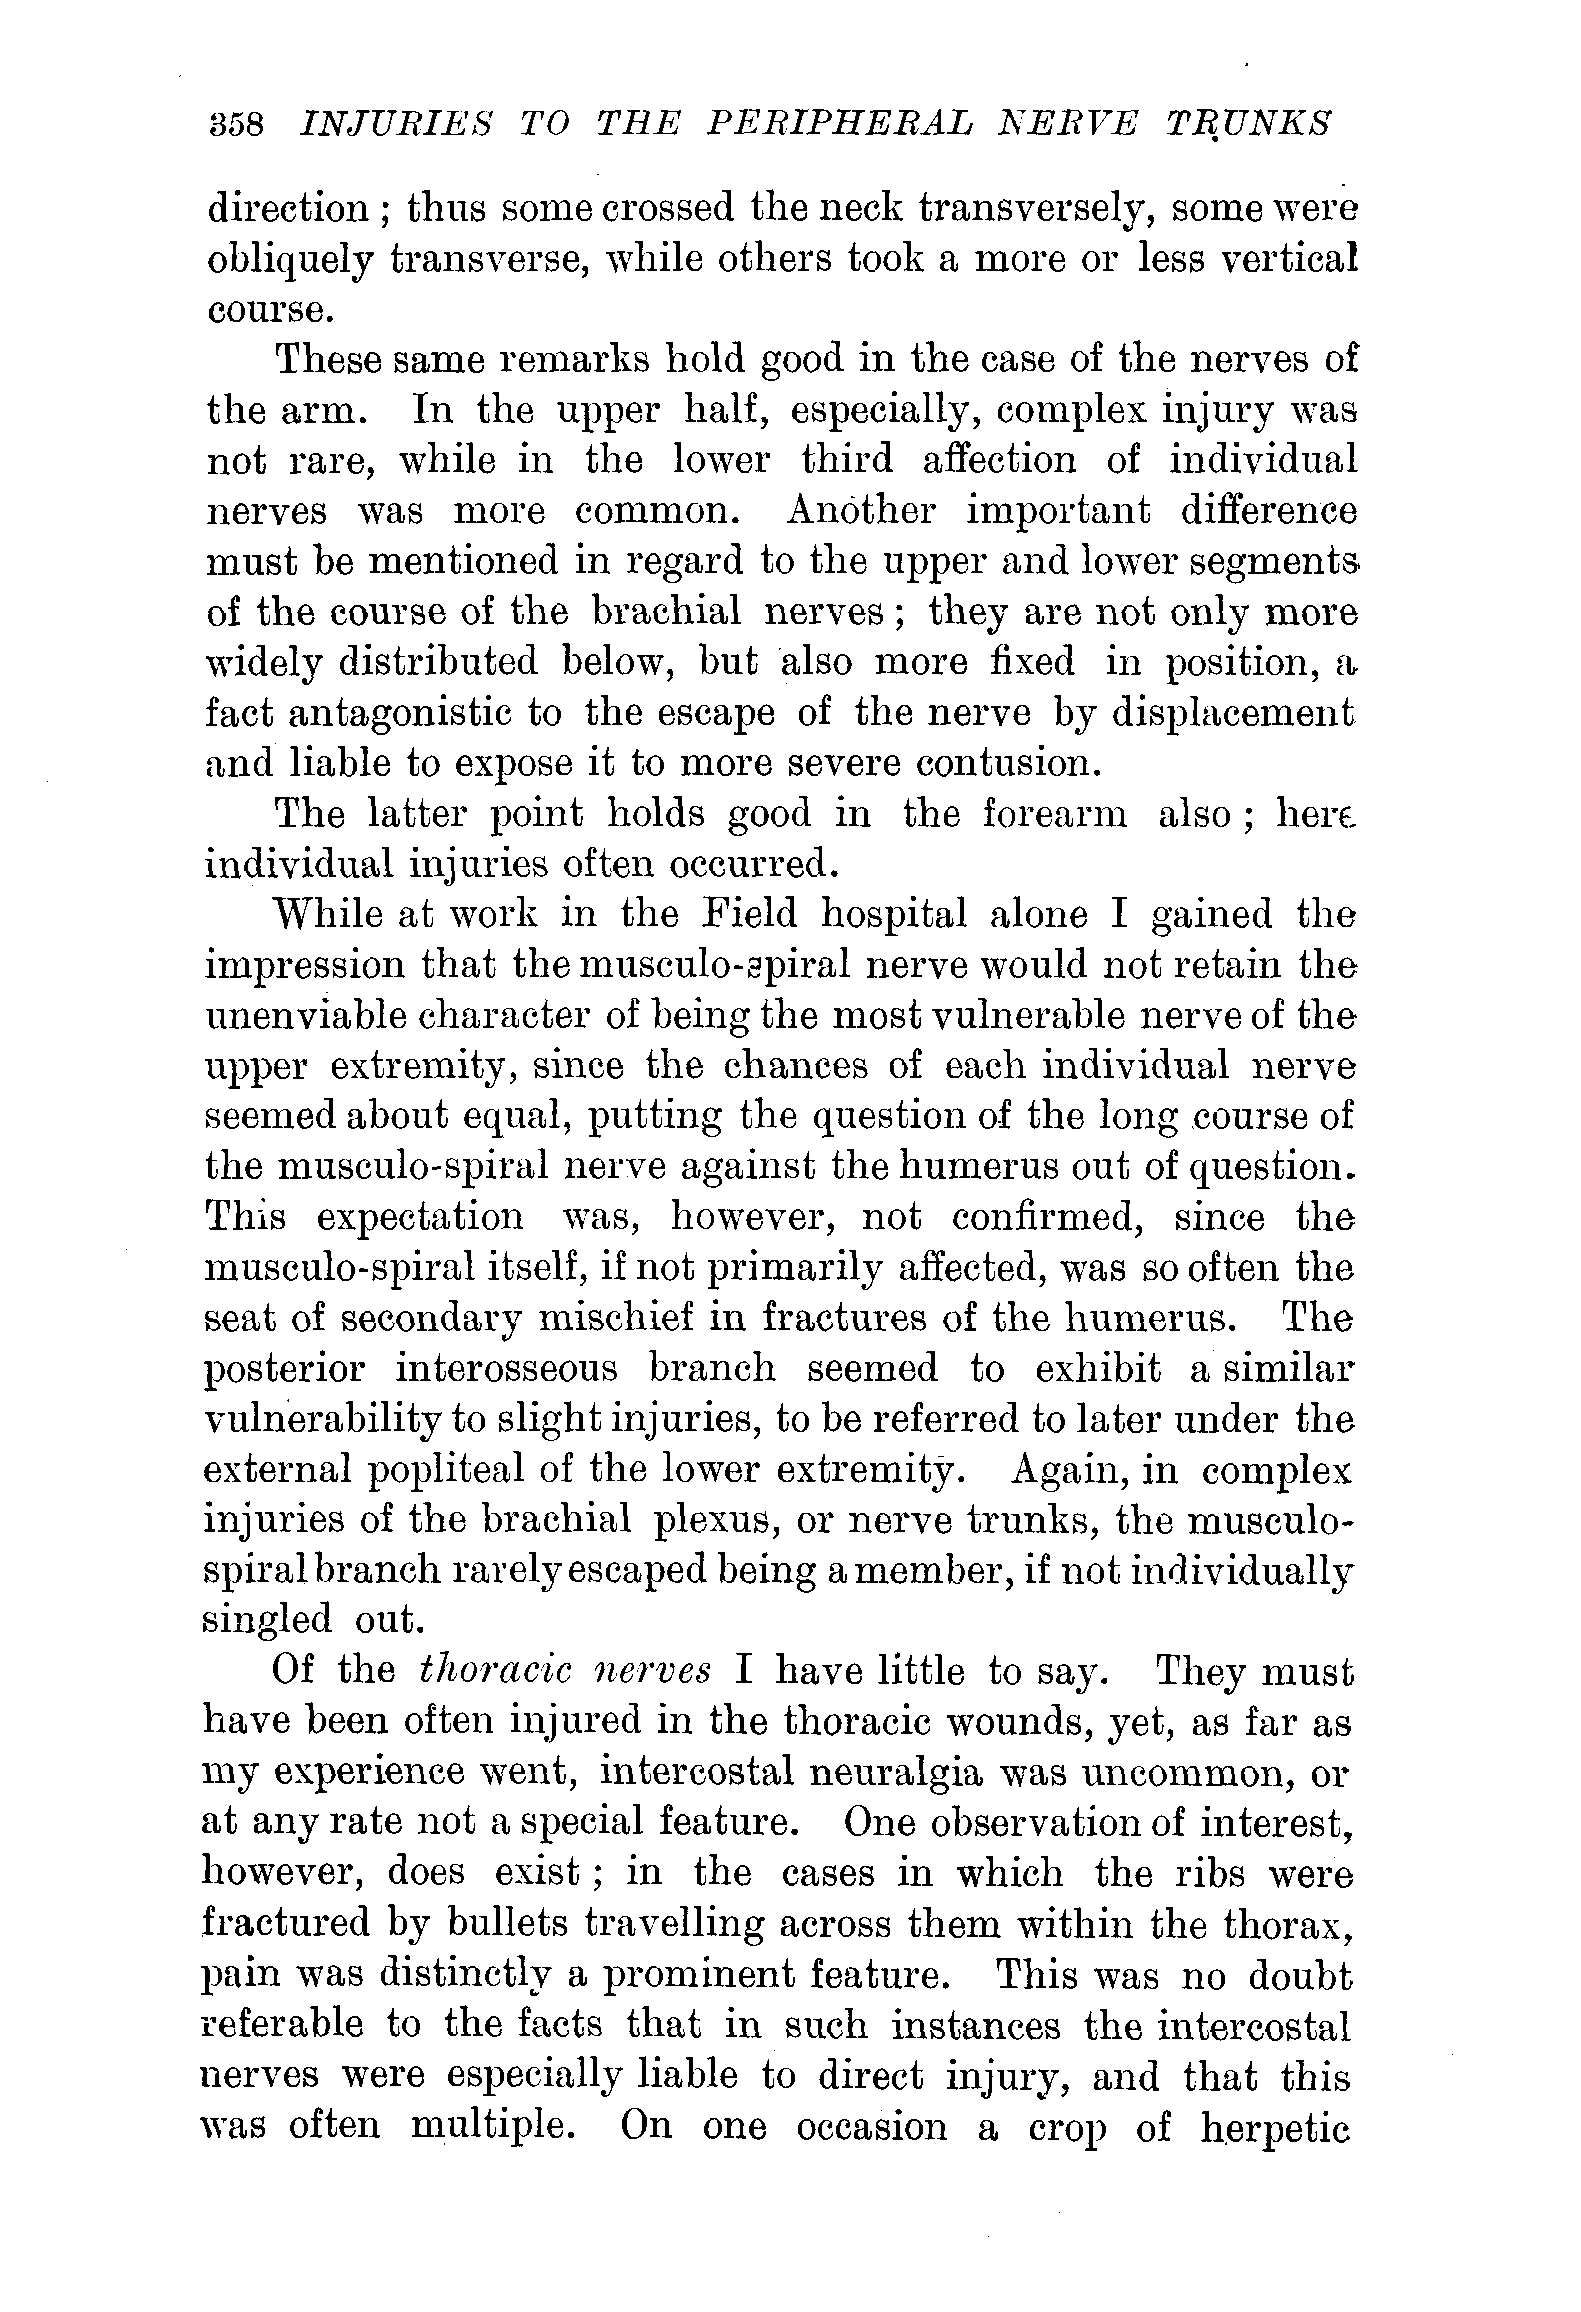 358 INJURIES TO THE PERIPHERAL NERVE TRUNKS
direction ; thus some crossed the neck transversely, some were
obliquely transverse, while others took a more or less vertical
course.
These same remarks hold good in the case of the nerves of
the arm. In the upper half, especially, complex injury was
not rare, while in the lower third affection of individual
nerves was more common. Another important difference
must be mentioned in regard to the upper and lower segments
of the course of the brachial nerves ; they are not only more
widely distributed below, but also more fixed in position, a
fact antagonistic to the escape of the nerve by displacement
and liable to expose it to more severe contusion.
The latter point holds good in the forearm also ; here
individual injuries often occurred.
While at work in the Field hospital alone I gained the
impression that the musculo-spiral nerve would not retain the
unenviable character of being the most vulnerable nerve of the
upper extremity, since the chances of each individual nerve
seemed about equal, putting the question of the long course of
the musculo-spiral nerve against the humerus out of question.
This expectation was, however, not confirmed, since the
musculo-spiral itself, if not primarily affected, was so often the
seat of secondary mischief in fractures of the humerus. The
posterior interosseous branch seemed to exhibit a similar
vulnerability to slight injuries, to be referred to later under the
external popliteal of the lower extremity. Again, in complex
injuries of the brachial plexus, or nerve trunks, the musculo-
spiral branch rarely escaped being a member, if not individually
singled out.
Of the thoracic nerves I have little to say. They must
have been often injured in the thoracic wounds, yet, as far as
my experience went, intercostal neuralgia was uncommon, or
at any rate not a special feature. One observation of interest,
however, does exist ; in the cases in which the ribs were
fractured by bullets travelling across them within the thorax,
pain was distinctly a prominent feature. This was no doubt
referable to the facts that in such instances the intercostal
nerves were especially liable to direct injury, and that this
was often multiple. On one occasion a crop of herpetic